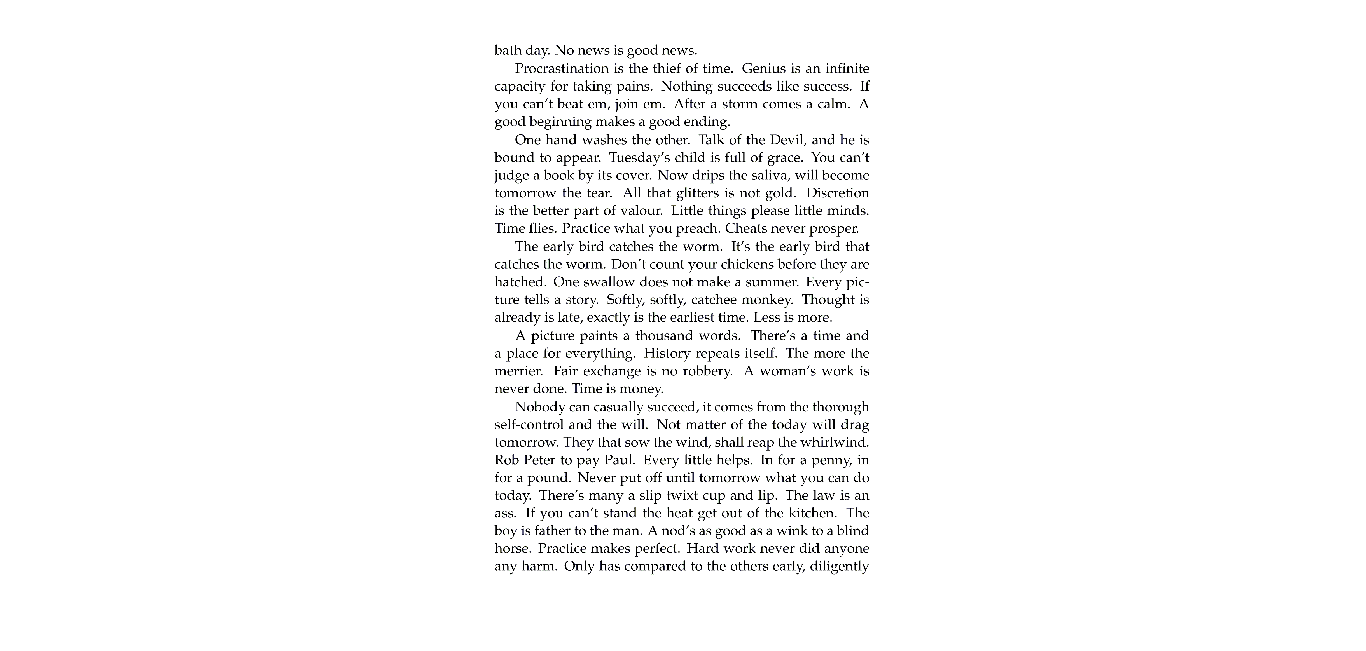 bath day. No news is good news.
Procrastination is the thief of time. Genius is an infinite
capacity for taking pains. Nothing succeeds like success. If
you can't beat em, join em. After a storm comes a calm. A
good beginning makes a good ending.
One hand washes the other. Talk of the Devil, and he is
bound to appear. Tuesday's child is full of grace. You can't
judge a book by its cover. Now drips the saliva, will become
tomorrow the tear. All that glitters is not gold. Discretion
is the better part of valour. Little things please little minds.
Time flies. Practice what you preach. Cheats never prosper.
The early bird catches the worm. It's the early bird that
catches the worm. Don't count your chickens before they are
hatched. One swallow does not make a summer. Every pic-
ture tells a story. Softly, softly, catchee monkey. Thought is
already is late, exactly is the earliest time. Less is more.
A picture paints a thousand words. There's a time and
a place for everything. History repeats itself. The more the
merrier. Fair exchange is no robbery. A woman's work is
never done. Time is money.
Nobody can casually succeed, it comes from the thorough
self-control and the will. Not matter of the today will drag
tomorrow. They that sow the wind, shall reap the whirlwind.
Rob Peter to pay Paul. Every little helps. In for a penny, in
for a pound. Never put off until tomorrow what you can do
today. There's many a slip twixt cup and lip. The law is an
ass. If you can't stand the heat get out of the kitchen. The
boy is father to the man. A nod's as good as a wink to a blind
horse. Practice makes perfect. Hard work never did anyone
any harm. Only has compared to the others early, diligently